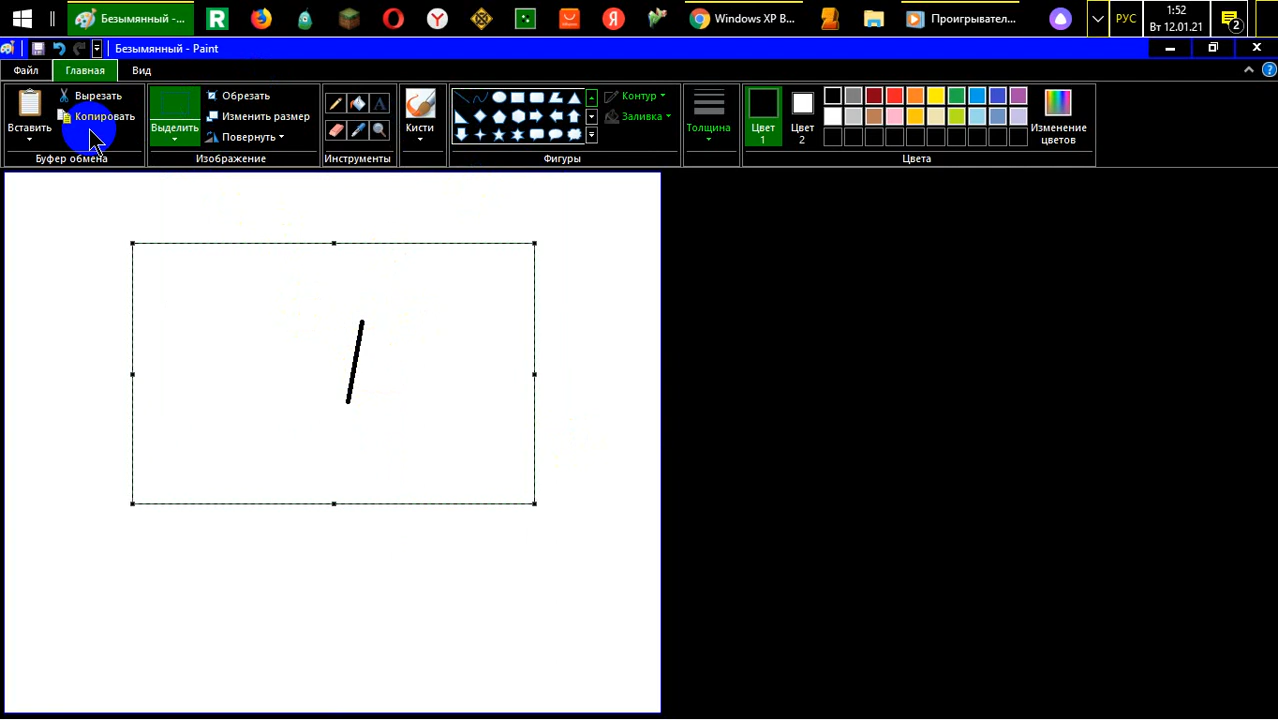 Безымянный -...
Windows XP B...
Проигрывател...
РУС
1:52
Вт 12.01.21
2
Безымянный - Paint
Файл
Главная
Вид
Вставить
Вырезать
Копировать
Буфер обмена
Выделить
Обрезать
Изменить размер
Повернуть
Изображение
Инструменты
Кисти
Контур
Заливка
Фигуры
Толщина
Цвет
1
Цвет
2
Изменение
цветов
Цвета